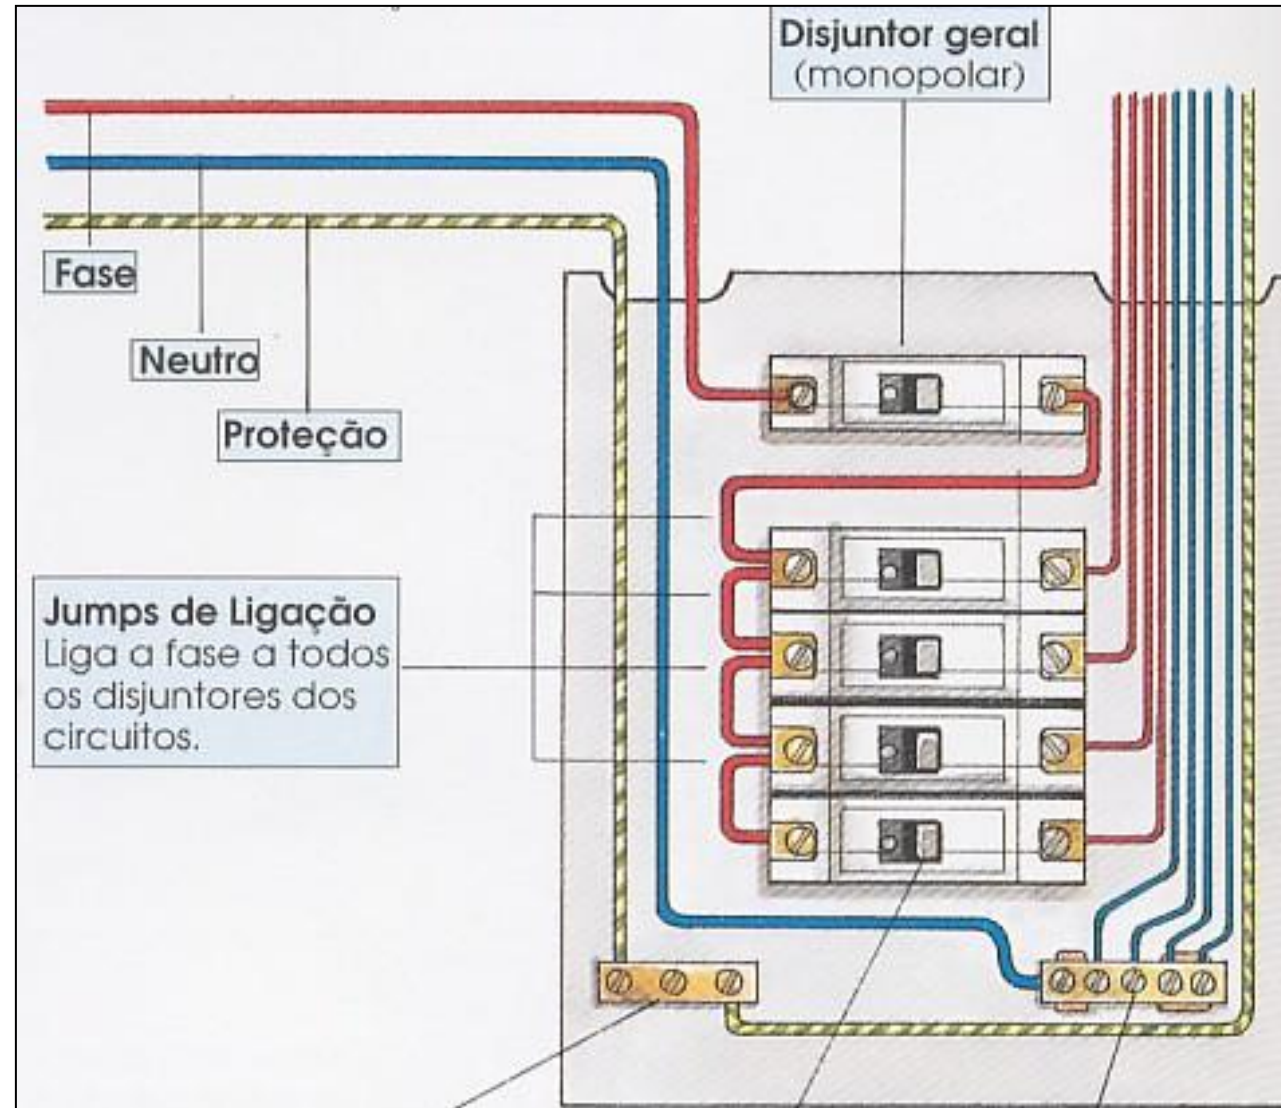 Disjuntor geral
(monopolar)
Fase
Neutro
Proteção
Jumps de Ligação
Liga a fase a todos
os disjuntores dos
circuitos.